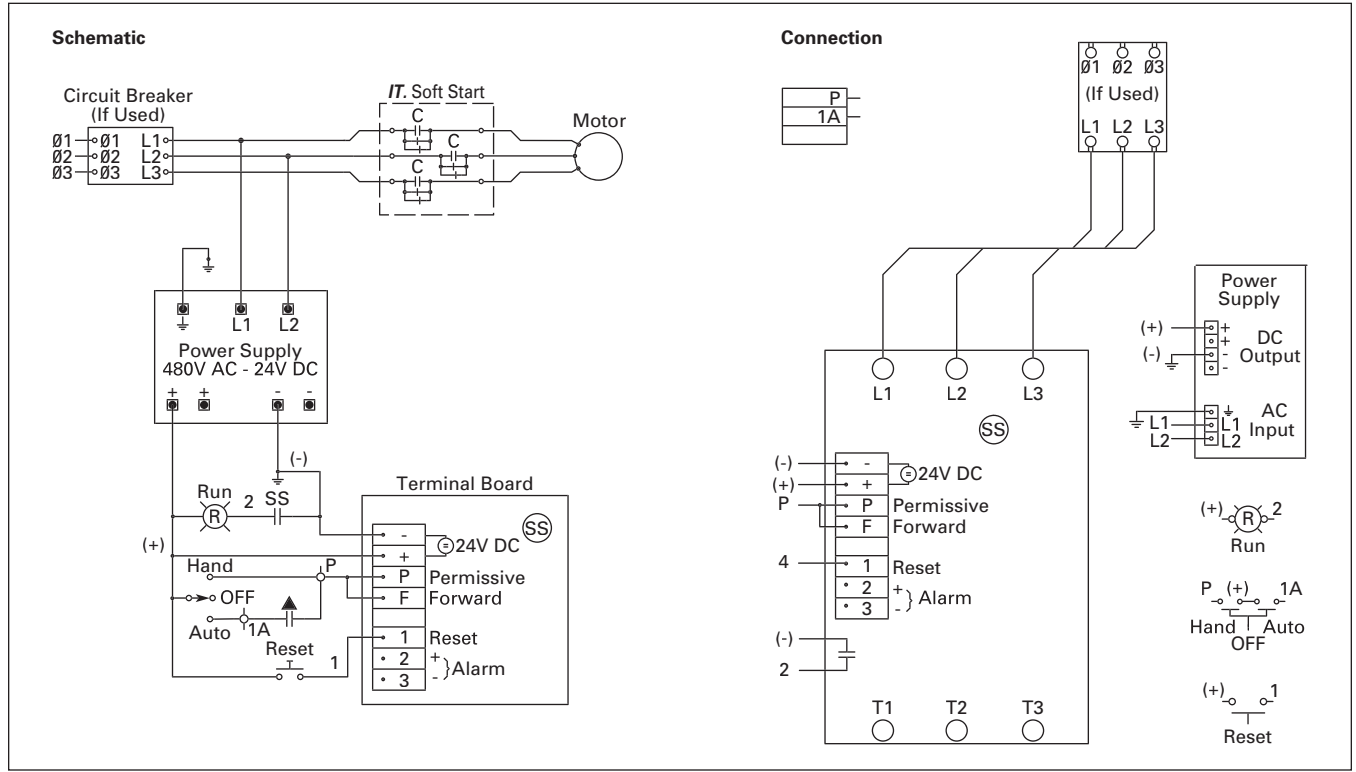 Schematic
Circuit Breaker
(If Used)
Ø1 Ø1 L1
Ø2 Ø2 L2
Ø3 Ø3 L3
IT. Soft Start
C
C
C
Motor
L1 L2
Power Supply
480V AC - 24V DC
+ + - -
(-)
Run
R
2 SS
(+)
Hand
P
OFF
Auto
1A
Reset
1
Terminal Board
SS
-
+
24V DC
P Permissive
F Forward
1 Reset
2 +
3 -
Alarm
Connection
P
1A
Ø1 Ø2 Ø3
(If Used)
L1 L2 L3
L1 L2 L3
SS
(-) -
(+) +
24V DC
P P Permissive
F Forward
4 1 Reset
2 +
3 -
Alarm
(-)
2
T1 T2 T3
Power
Supply
(+) +
+
(-) -
-
DC
Output
AC
Input
L1 L1
L2 L2
(+) R 2
Run
P (+) 1A
Hand Auto
OFF
(+) 1
Reset